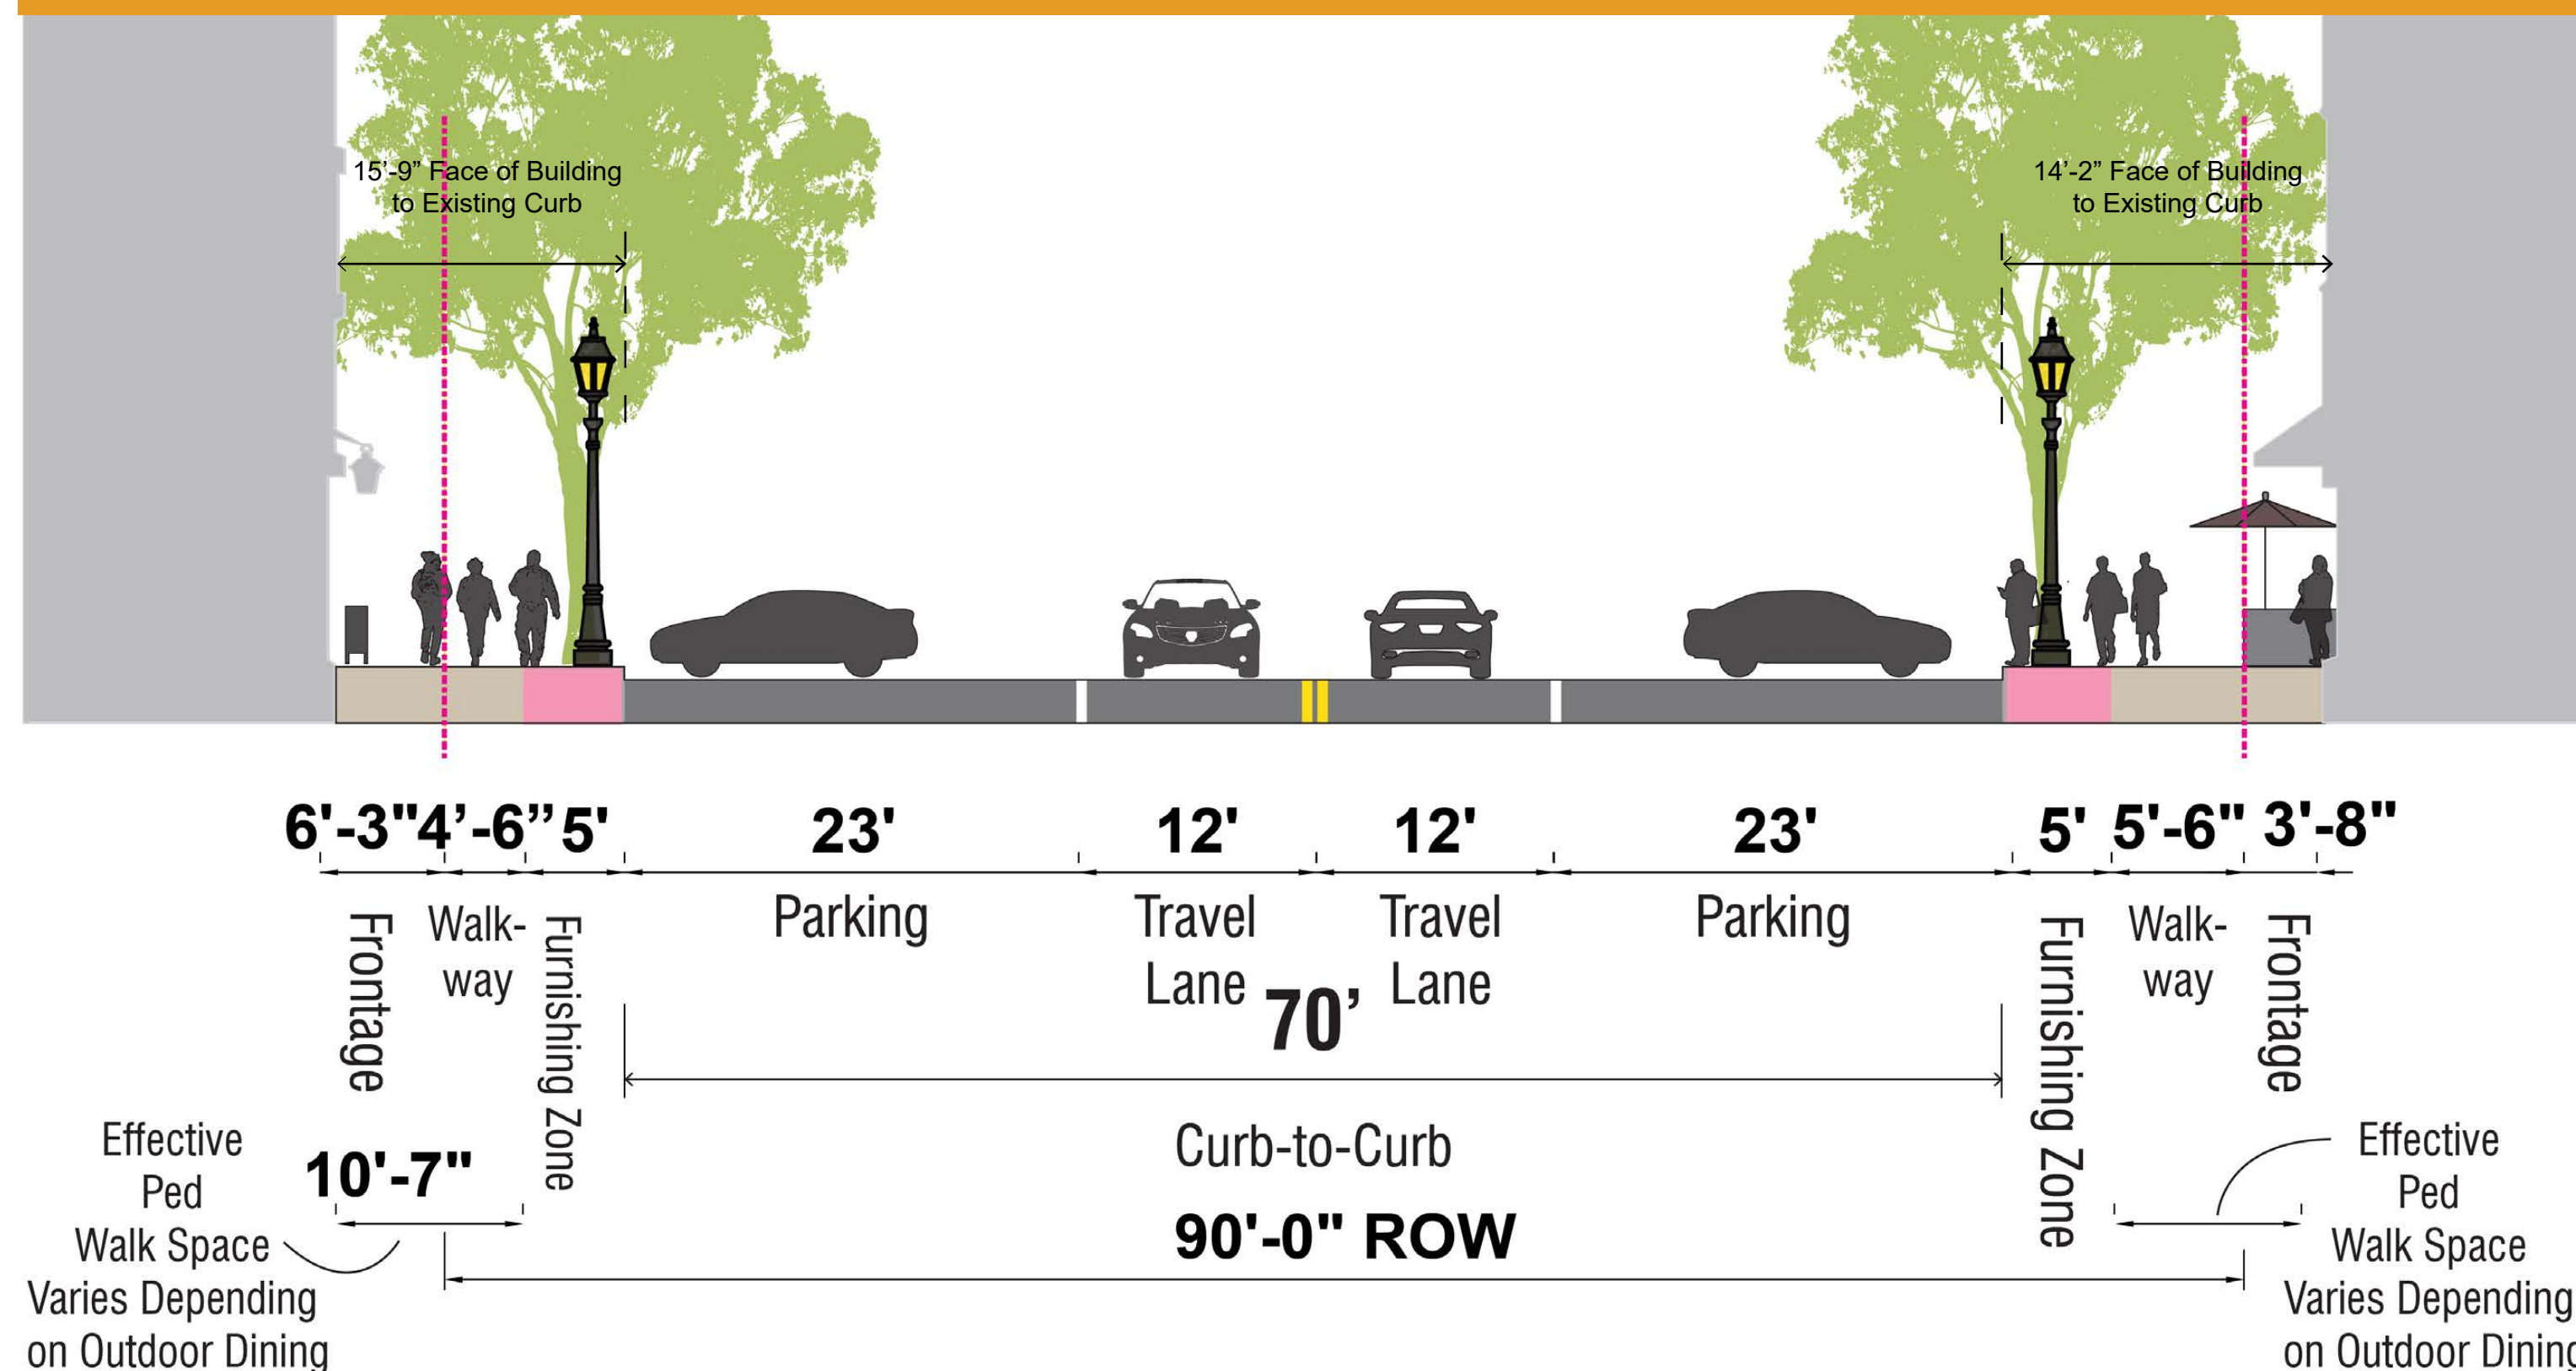 15'-9” Face of Building
to Existing Curb
14'-2” Face of Building
to Existing Curb
6'-3" 4’-6” 5' 23' 12' 12' 23' 5' 5'-6" 3'-8"
Frontage
Walk-
way
Furnishing Zone
Parking
Travel
Lane
Travel
Lane
Parking
Furnishing Zone
Walk-
way
Frontage
70’
Curb-to-Curb
90'-0" ROW
10'-7"
Effective
Ped
Walk Space
Varies Depending
on Outdoor Dining
Effective
Ped
Walk Space
Varies Depending
on Outdoor Dining